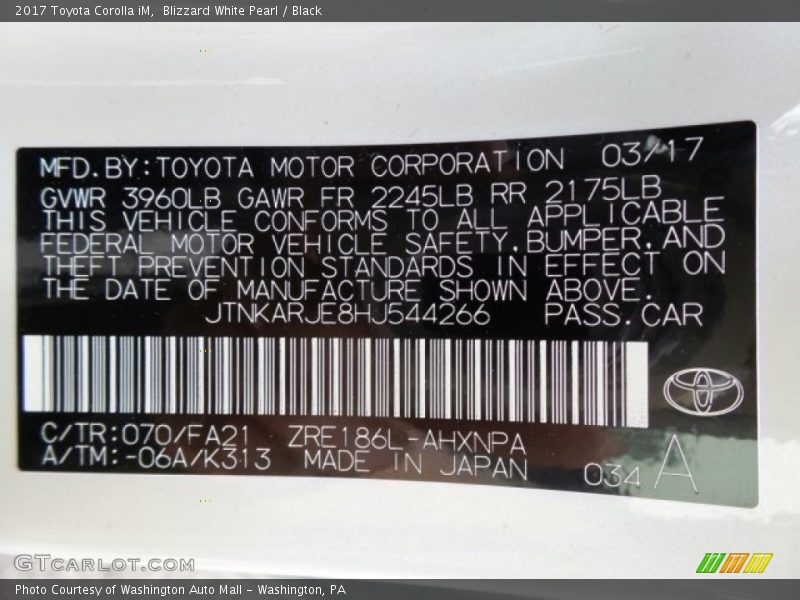 2017 Toyota Corolla iM,  Blizzard White Pearl / Black
MFD.BY:TOYOTA MOTOR CORPORATION 03/17
GVWR 3960LB GAWR FR 2245LB RR 2175LB
THIS VEHICLE CONFORMS TO ALL APPLICABLE
FEDERAL MOTOR VEHICLE SAFETY,BUMPER,AND
THEFT PREVENTION STANDARDS IN EFFECT ON
THE DATE OF MANUFACTURE SHOWN ABOVE.
JTNKARJE8HJ544266 PASS.CAR
C/TR:070/FA21 ZRE186L-AHXNPA
A/TM:-06A/K313 MADE IN JAPAN 034 A
GTCARLOT.COM
Photo Courtesy of Washington Auto Mall - Washington, PA